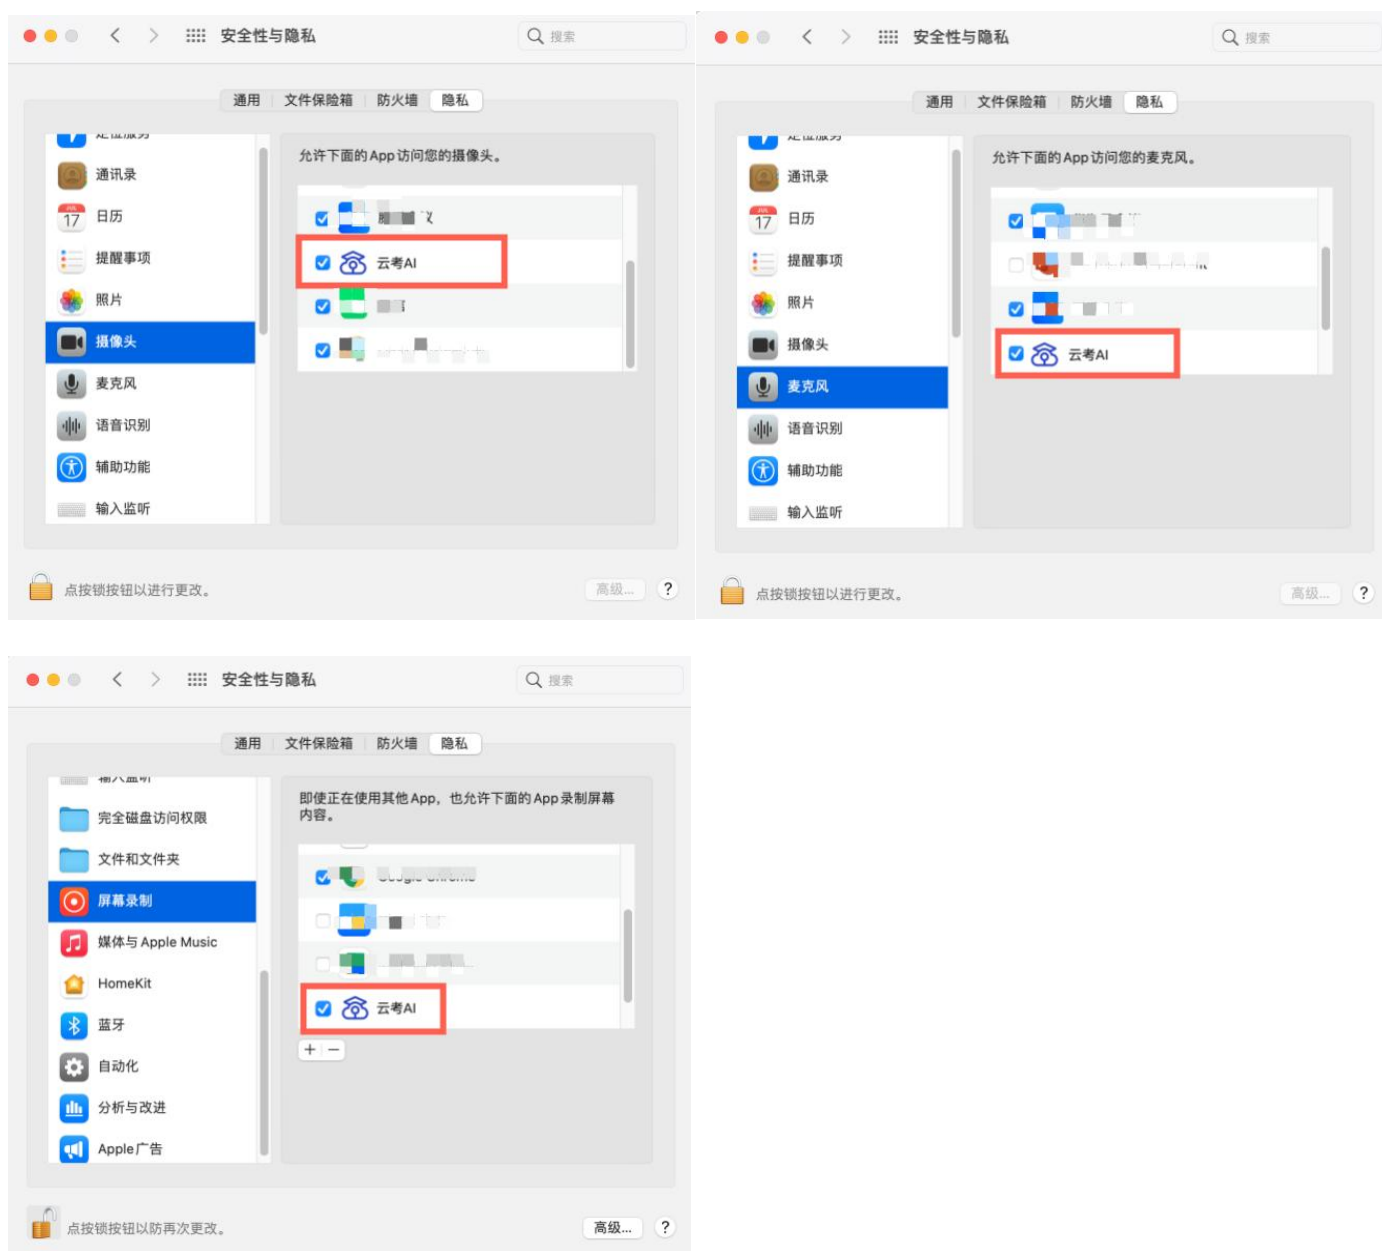 安全性与隐私
搜索
通用
文件保险箱
防火墙
隐私
通讯录
17
日历
提醒事项
照片
摄像头
麦克风
语音识别
辅助功能
输入监听
允许下面的App访问您的摄像头。
云考AI
点按锁按钮以进行更改。
高级...
?
安全性与隐私
搜索
通用
文件保险箱
防火墙
隐私
通讯录
17
日历
提醒事项
照片
摄像头
麦克风
语音识别
辅助功能
输入监听
允许下面的App访问您的麦克风。
云考AI
点按锁按钮以进行更改。
高级...
?
安全性与隐私
搜索
通用
文件保险箱
防火墙
隐私
完全磁盘访问权限
文件和文件夹
屏幕录制
媒体与 Apple Music
HomeKit
蓝牙
自动化
分析与改进
Apple广告
即使正在使用其他App，也允许下面的App录制屏幕
内容。
云考AI
点按锁按钮以防再次更改。
高级...
?